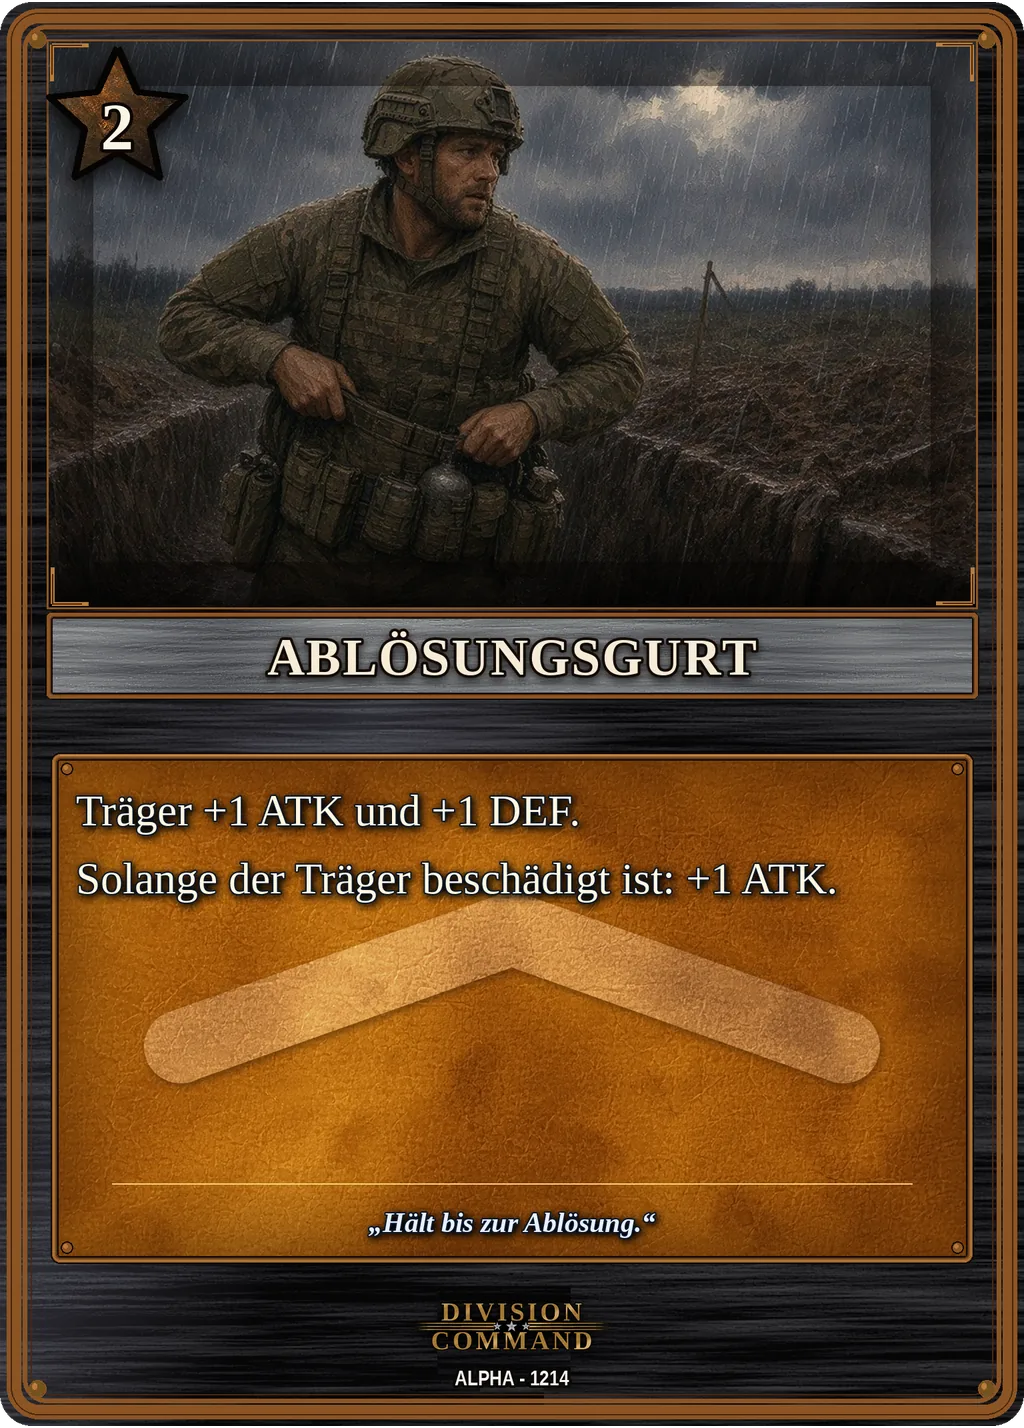 2
ABLÖSUNGSGURT
Träger +1 ATK und +1 DEF.
Solange der Träger beschädigt ist: +1 ATK.
„Hält bis zur Ablösung.“
DIVISION
COMMAND
ALPHA - 1214